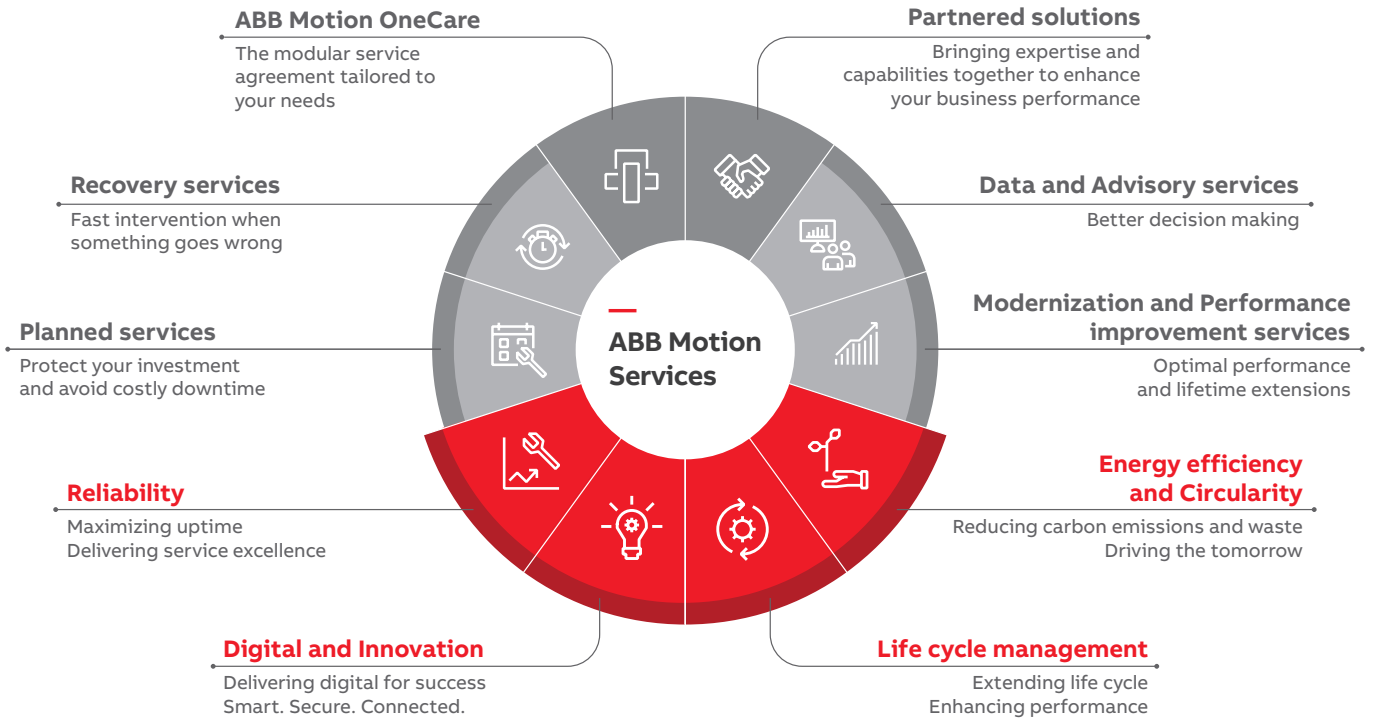 ABB Motion OneCare
The modular service
agreement tailored to
your needs
Partnered solutions
Bringing expertise and
capabilities together to enhance
your business performance
Recovery services
Fast intervention when
something goes wrong
Data and Advisory services
Better decision making
Planned services
Protect your investment
and avoid costly downtime
ABB Motion
Services
Modernization and Performance
improvement services
Optimal performance
and lifetime extensions
Reliability
Maximizing uptime
Delivering service excellence
Energy efficiency
and Circularity
Reducing carbon emissions and waste
Driving the tomorrow
Digital and Innovation
Delivering digital for success
Smart. Secure. Connected.
Life cycle management
Extending life cycle
Enhancing performance